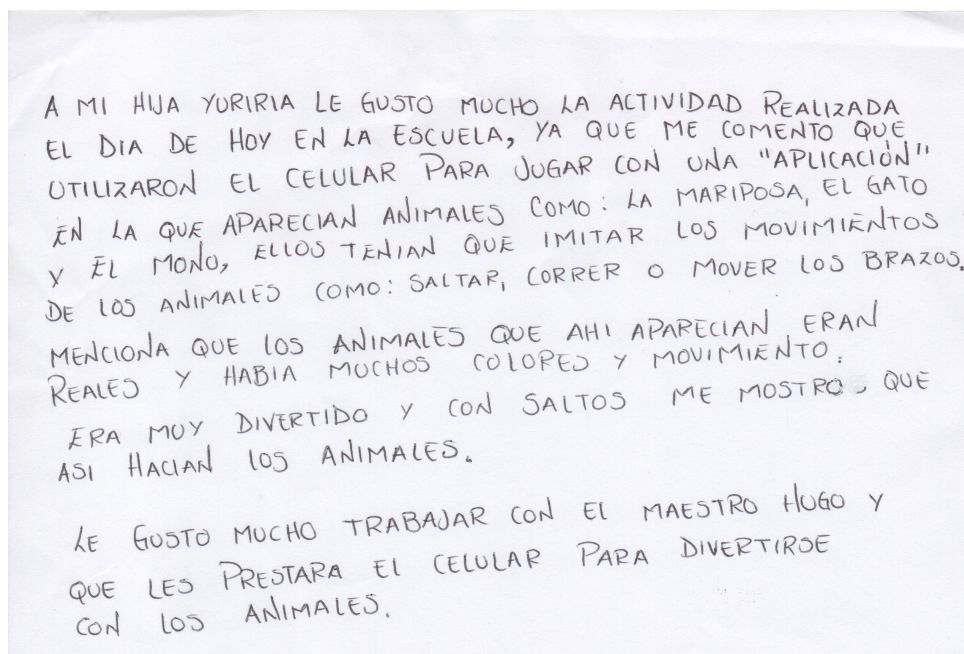 A MI HIJA YURIRIA LE GUSTO MUCHO LA ACTIVIDAD REALIZADA
EL DIA DE HOY EN LA ESCUELA, YA QUE ME COMENTO QUE
UTILIZARON EL CELULAR PARA JUGAR CON UNA "APLICACIÓN"
EN LA QUE APARECIAN ANIMALES COMO: LA MARIPOSA, EL GATO
Y EL MONO, ELLOS TENIAN QUE IMITAR LOS MOVIMIENTOS
DE LOS ANIMALES COMO: SALTAR, CORRER O MOVER LOS BRAZOS.
MENCIONA QUE LOS ANIMALES QUE AHI APARECIAN ERAN
REALES Y HABIA MUCHOS COLORES Y MOVIMIENTO.
ERA MUY DIVERTIDO Y CON SALTOS ME MOSTRO QUE
ASI HACIAN LOS ANIMALES.
LE GUSTO MUCHO TRABAJAR CON EL MAESTRO HUGO Y
QUE LES PRESTARA EL CELULAR PARA DIVERTIRSE
CON LOS ANIMALES.